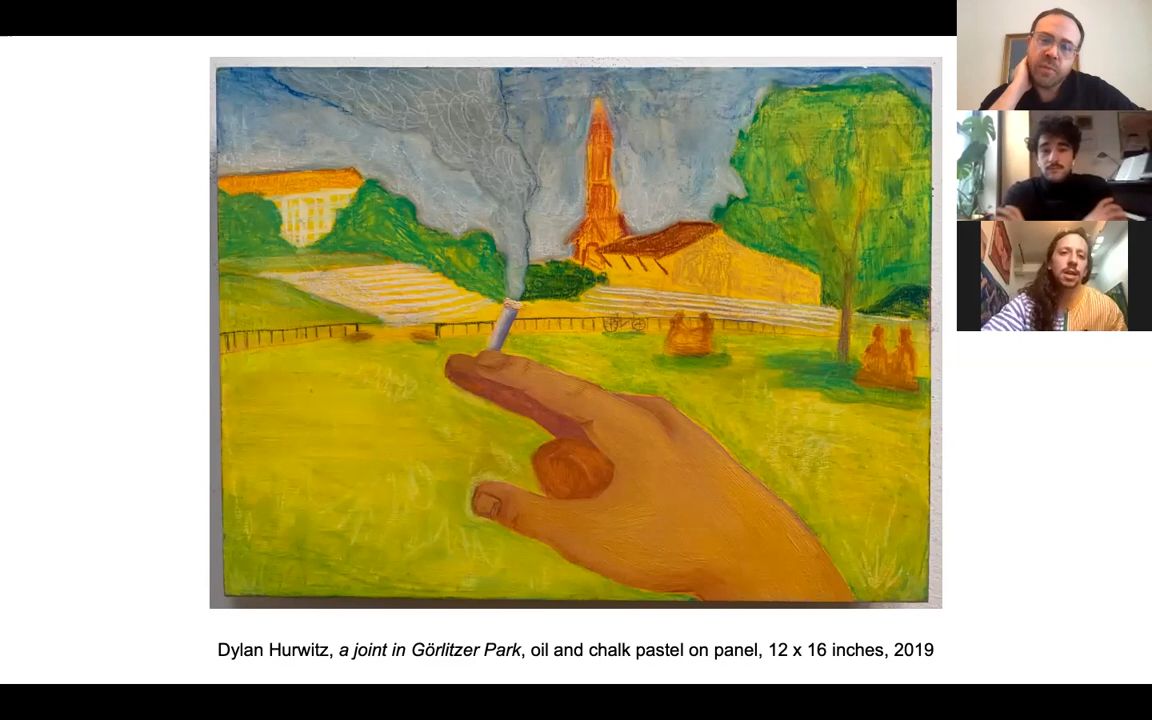 Dylan Hurwitz, a joint in Görlitzer Park, oil and chalk pastel on panel, 12 x 16 inches, 2019